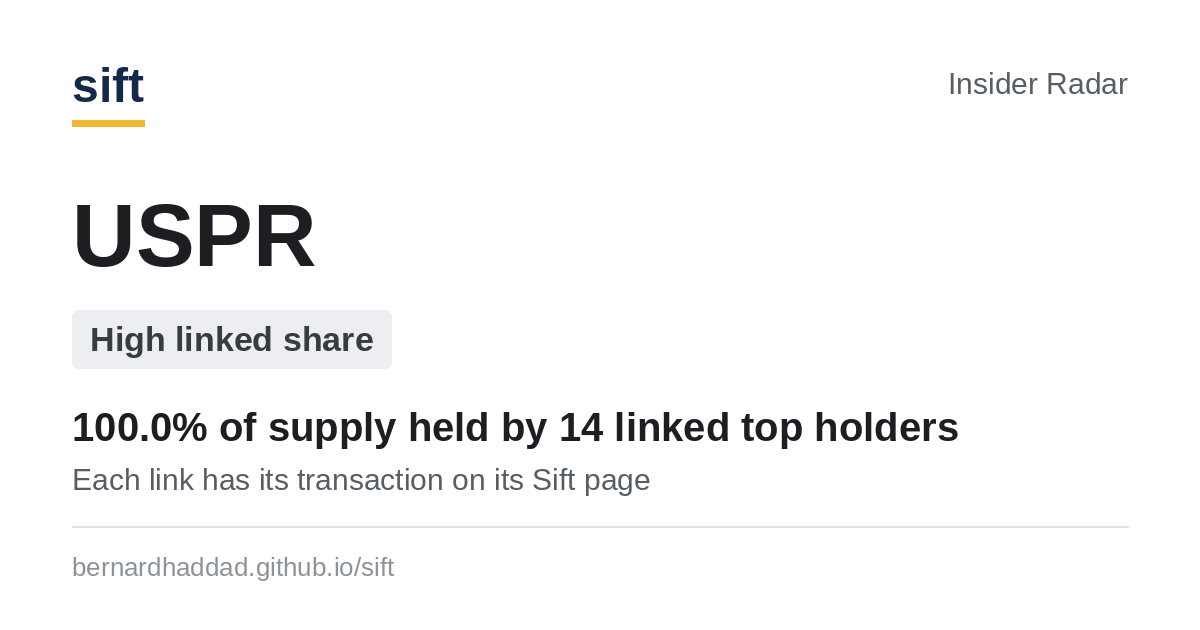 sift
Insider Radar
USPR
High linked share
100.0% of supply held by 14 linked top holders
Each link has its transaction on its Sift page
bernardhaddad.github.io/sift